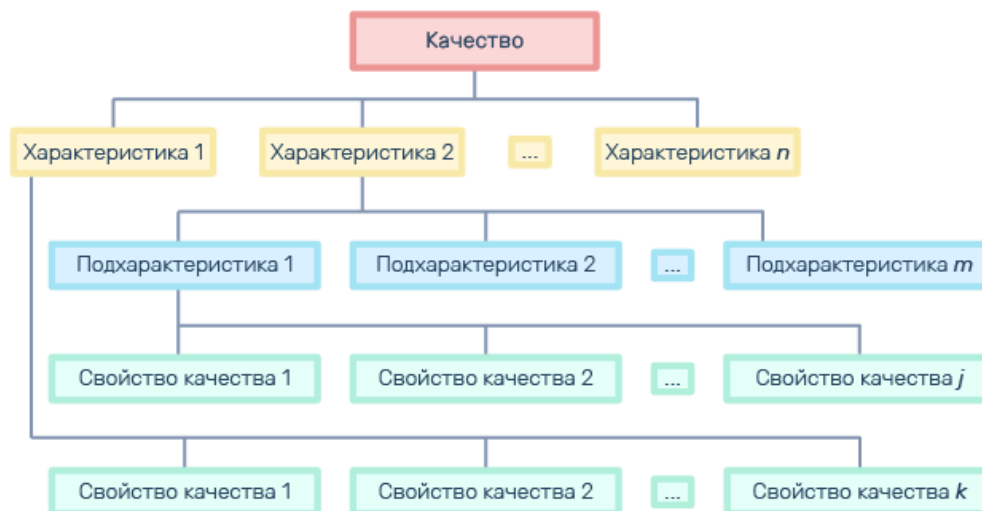 Качество
Характеристика 1
Характеристика 2
...
Характеристика n
Подхарактеристика 1
Подхарактеристика 2
...
Подхарактеристика m
Свойство качества 1
Свойство качества 2
...
Свойство качества j
Свойство качества 1
Свойство качества 2
...
Свойство качества k